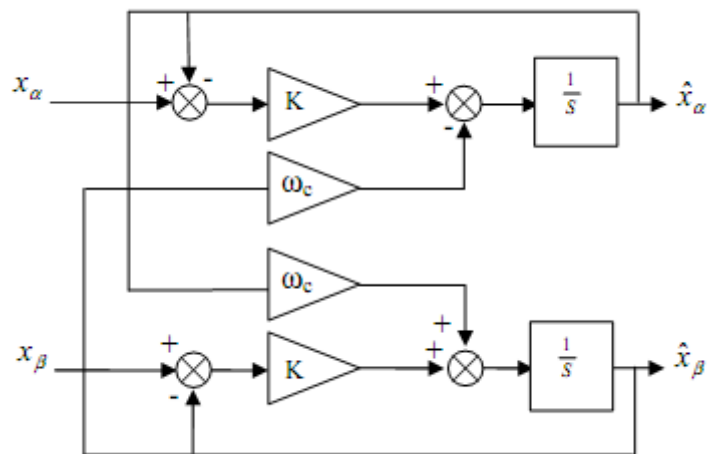 x_α + - K + - 1/S x̂_α
ω_c
ω_c
x_β + - K + + 1/S x̂_β